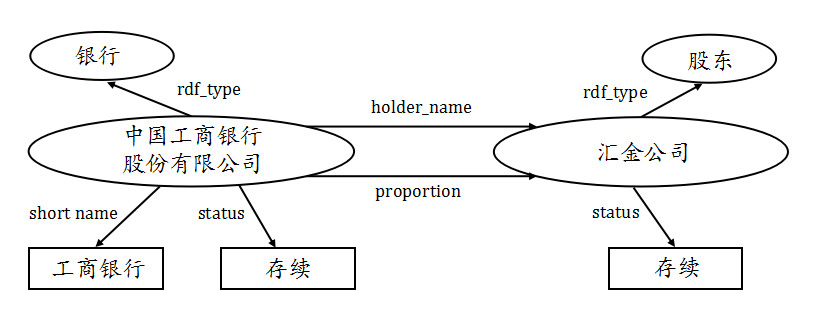 银行
股东
rdf_type
rdf_type
holder_name
中国工商银行
股份有限公司
汇金公司
proportion
short name
status
status
工商银行
存续
存续